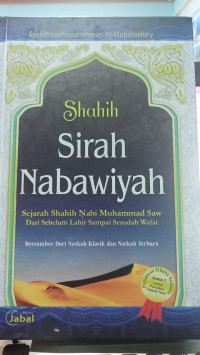 Syaikh Shafiyyurrahman Al-Mubarakfury
Shahih
Sirah
Nabawiyah
Sejarah Shahih Nabi Muhammad Saw
Dari Sebelum Lahir Sampai Sesudah Wafat
Bersumber Dari Naskah Klasik dan Naskah Terbaru
Jabal